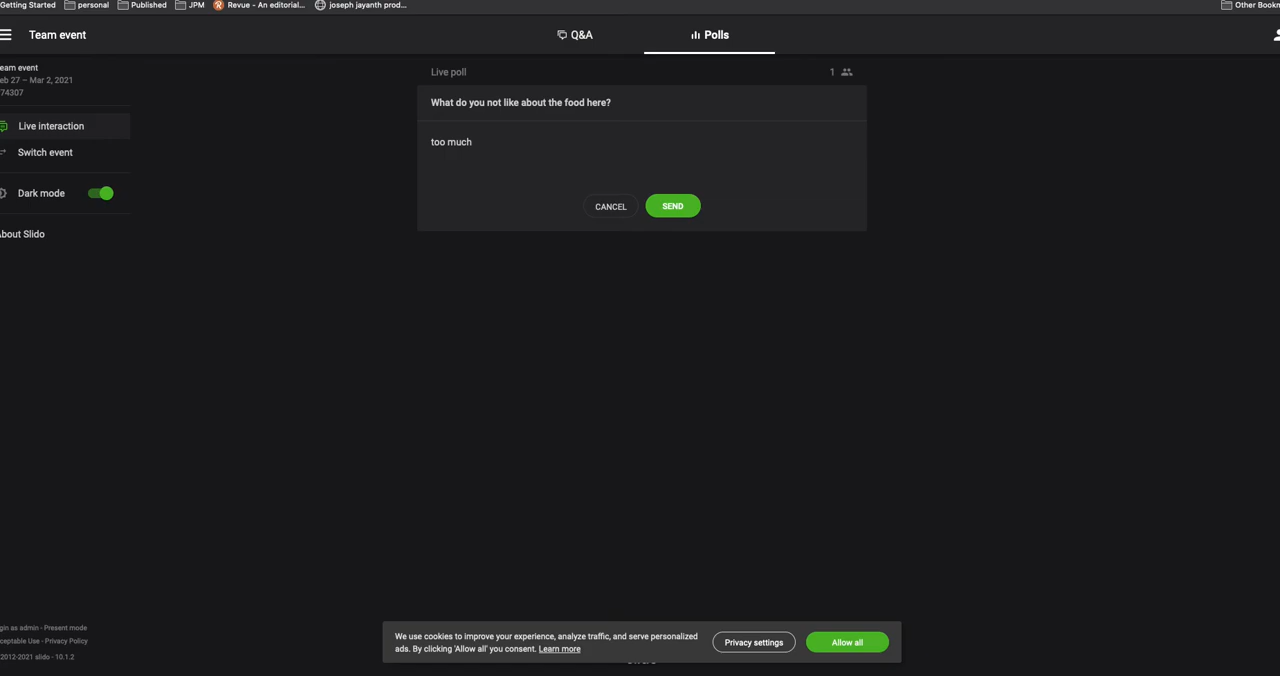 Getting Started personal Published JPM Revue - An editorial... joseph jayanth prod... Other Bookm
Team event Q&A Polls
eam event
eb 27 – Mar 2, 2021
74307
Live interaction
Switch event
Dark mode
bout Slido
Live poll 1
What do you not like about the food here?
too much
CANCEL SEND
gin as admin - Present mode
cceptable Use - Privacy Policy
2012-2021 slido - 10.1.2
We use cookies to improve your experience, analyze traffic, and serve personalized
ads. By clicking 'Allow all' you consent. Learn more
Privacy settings Allow all